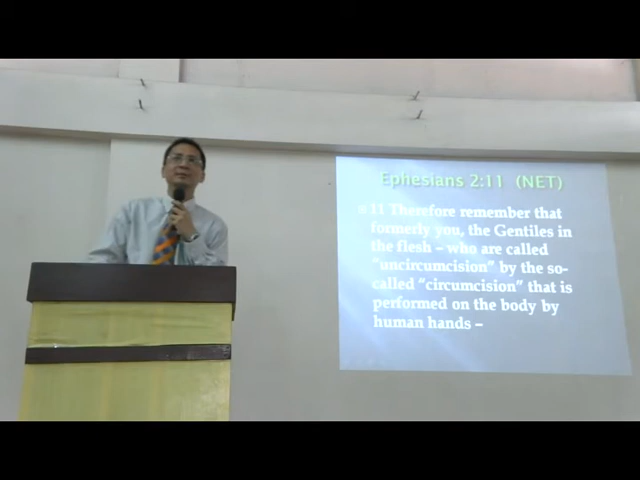 Ephesians 2:11 (NET)
11 Therefore remember that
formerly you, the Gentiles in
the flesh – who are called
"uncircumcision" by the so-
called "circumcision" that is
performed on the body by
human hands –